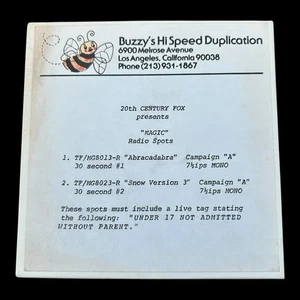 Buzzy's Hi Speed Duplication
6900 Melrose Avenue
Los Angeles, California 90038
Phone (213) 931-1867
20th CENTURY FOX
presents
"MAGIC"
Radio Spots
1. TF/MG8013-R "Abracadabra" Campaign "A"
30 second #1 7½ips MONO
2. TF/MG8023-R "Snow Version 3" Campaign "A"
30 second #2 7½ips MONO
These spots must include a live tag stating
the following: "UNDER 17 NOT ADMITTED
WITHOUT PARENT."